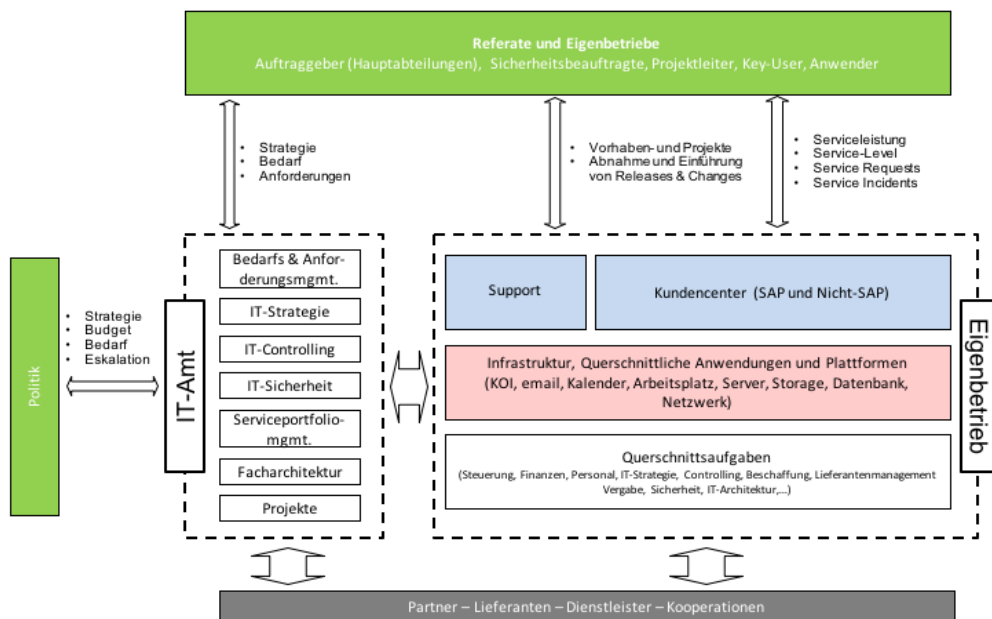 Referate und Eigenbetriebe
Auftraggeber (Hauptabteilungen), Sicherheitsbeauftragte, Projektleiter, Key-User, Anwender
• Strategie
• Bedarf
• Anforderungen
• Vorhaben- und Projekte
• Abnahme und Einführung
von Releases & Changes
• Serviceleistung
• Service-Level
• Service Requests
• Service Incidents
Politik
• Strategie
• Budget
• Bedarf
• Eskalation
IT-Amt
Bedarfs & Anfor-
derungsmgmt.
IT-Strategie
IT-Controlling
IT-Sicherheit
Serviceportfolio-
mgmt.
Facharchitektur
Projekte
Support
Kundencenter (SAP und Nicht-SAP)
Infrastruktur, Querschnittliche Anwendungen und Plattformen
(KOI, email, Kalender, Arbeitsplatz, Server, Storage, Datenbank,
Netzwerk)
Querschnittsaufgaben
(Steuerung, Finanzen, Personal, IT-Strategie, Controlling, Beschaffung, Lieferantenmanagement
Vergabe, Sicherheit, IT-Architektur,...)
Eigenbetrieb
Partner – Lieferanten – Dienstleister – Kooperationen